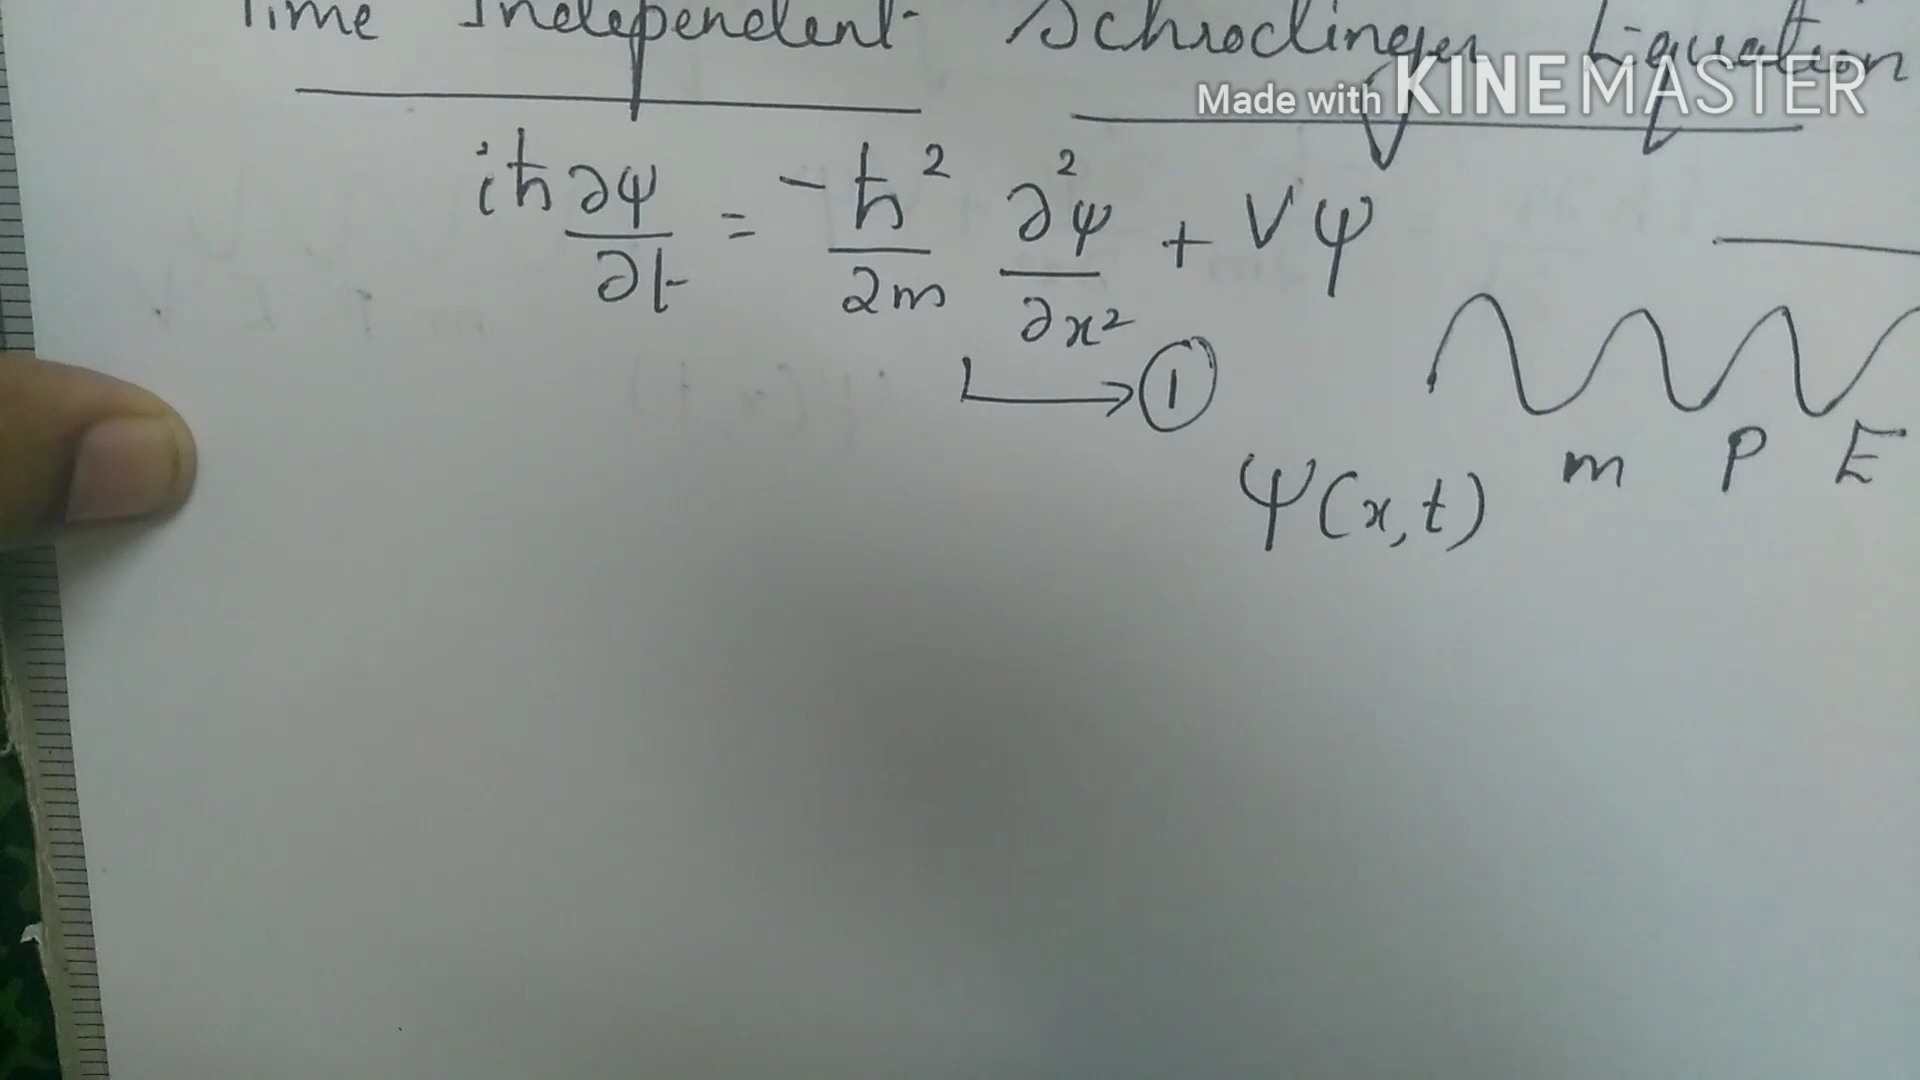 Time Independent Schrodinger Equation
Made with KINEMASTER
iħ ∂ψ/∂t = -ħ²/2m ∂²ψ/∂x² + Vψ
→ ①
m P E
Ψ(x,t)